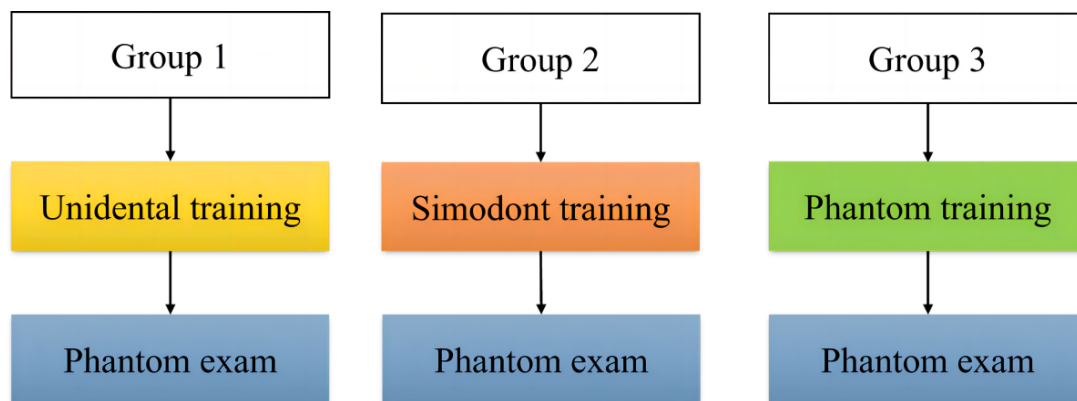 Group 1
Group 2
Group 3
Unidental training
Simodont training
Phantom training
Phantom exam
Phantom exam
Phantom exam